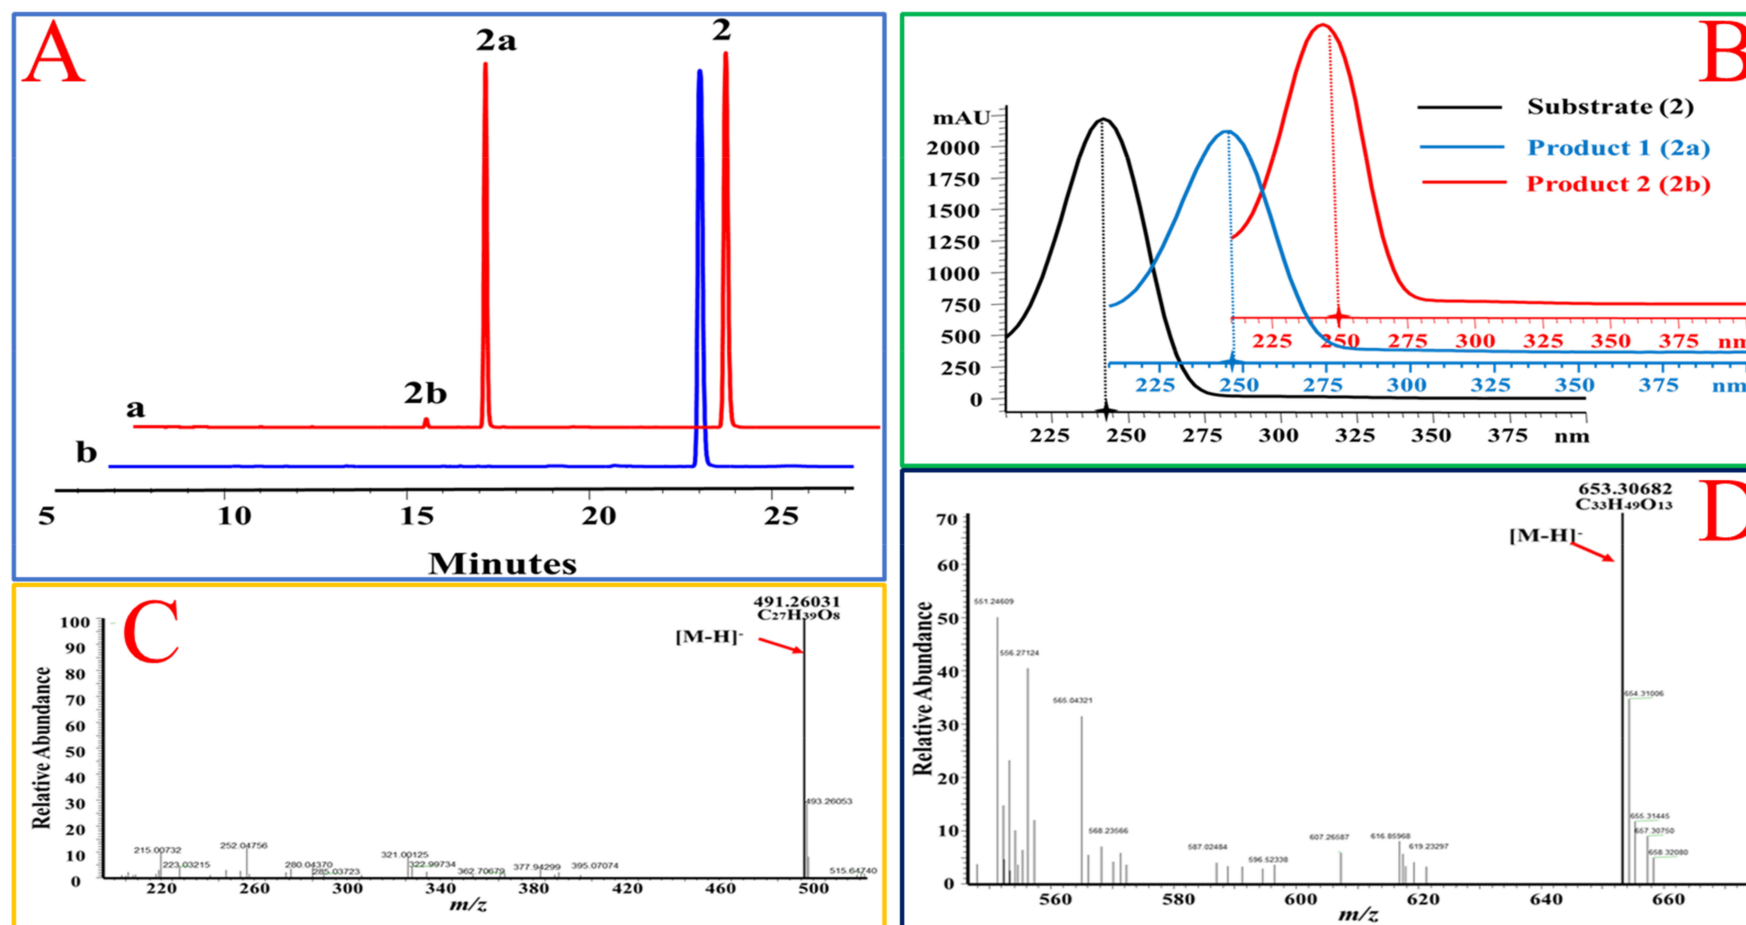 A
2a
2
2b
a
b
5 10 15 20 25
Minutes
B
mAU
2000
1750
1500
1250
1000
750
500
250
0
Substrate (2)
Product 1 (2a)
Product 2 (2b)
225 250 275 300 325 350 375 nm
225 250 275 300 325 350 375 nm
225 250 275 300 325 350 375 nm
C
491.26031
C27H39O8
[M-H]-
Relative Abundance
100
90
80
70
60
50
40
30
20
10
0
493.26053
215.00732
223.03215
252.04756
280.04370
285.03723
321.00125
322.99734
362.70679
377.94299
395.07074
515.64740
220 260 300 340 380 420 460 500
m/z
D
653.30682
C33H49O13
[M-H]-
Relative Abundance
70
60
50
40
30
20
10
0
551.24609
556.27124
565.04321
568.23566
587.02484
596.52338
607.26587
616.85968
619.23297
654.31006
655.31445
657.30750
658.32080
560 580 600 620 640 660
m/z